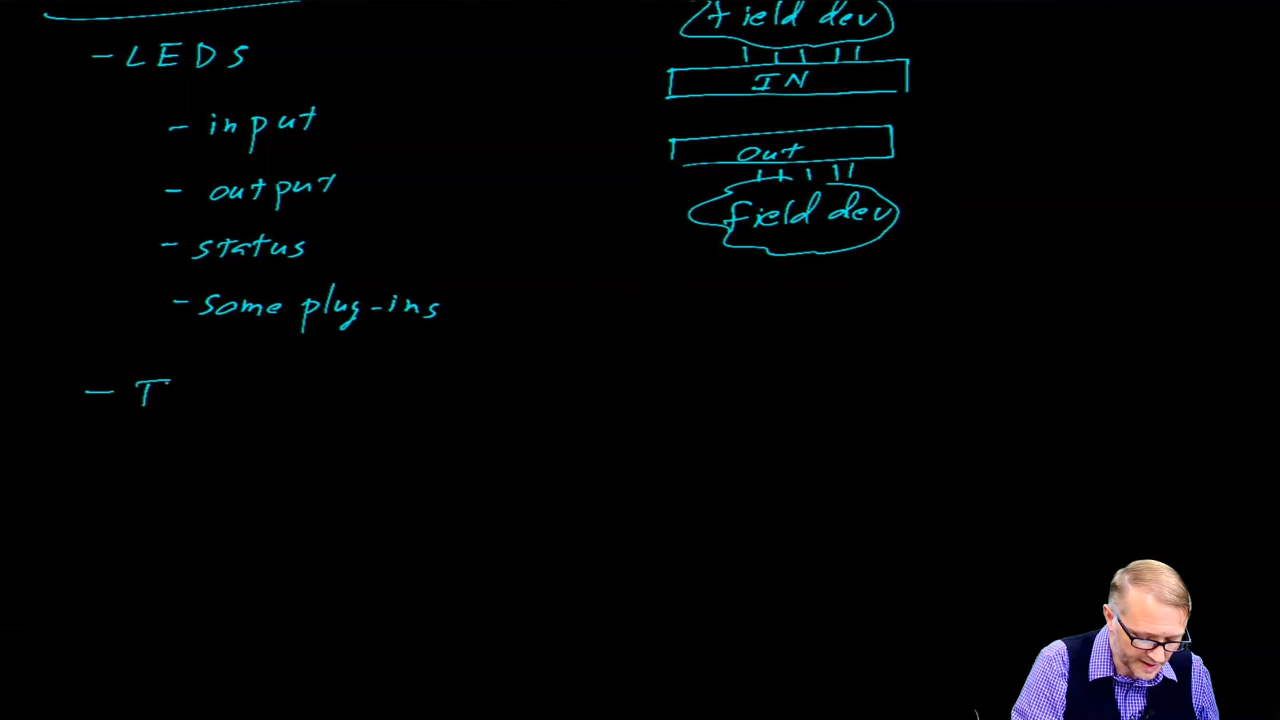 - LEDS
- input
- output
- status
- some plug-ins
- T
field dev
IN
Out
field dev